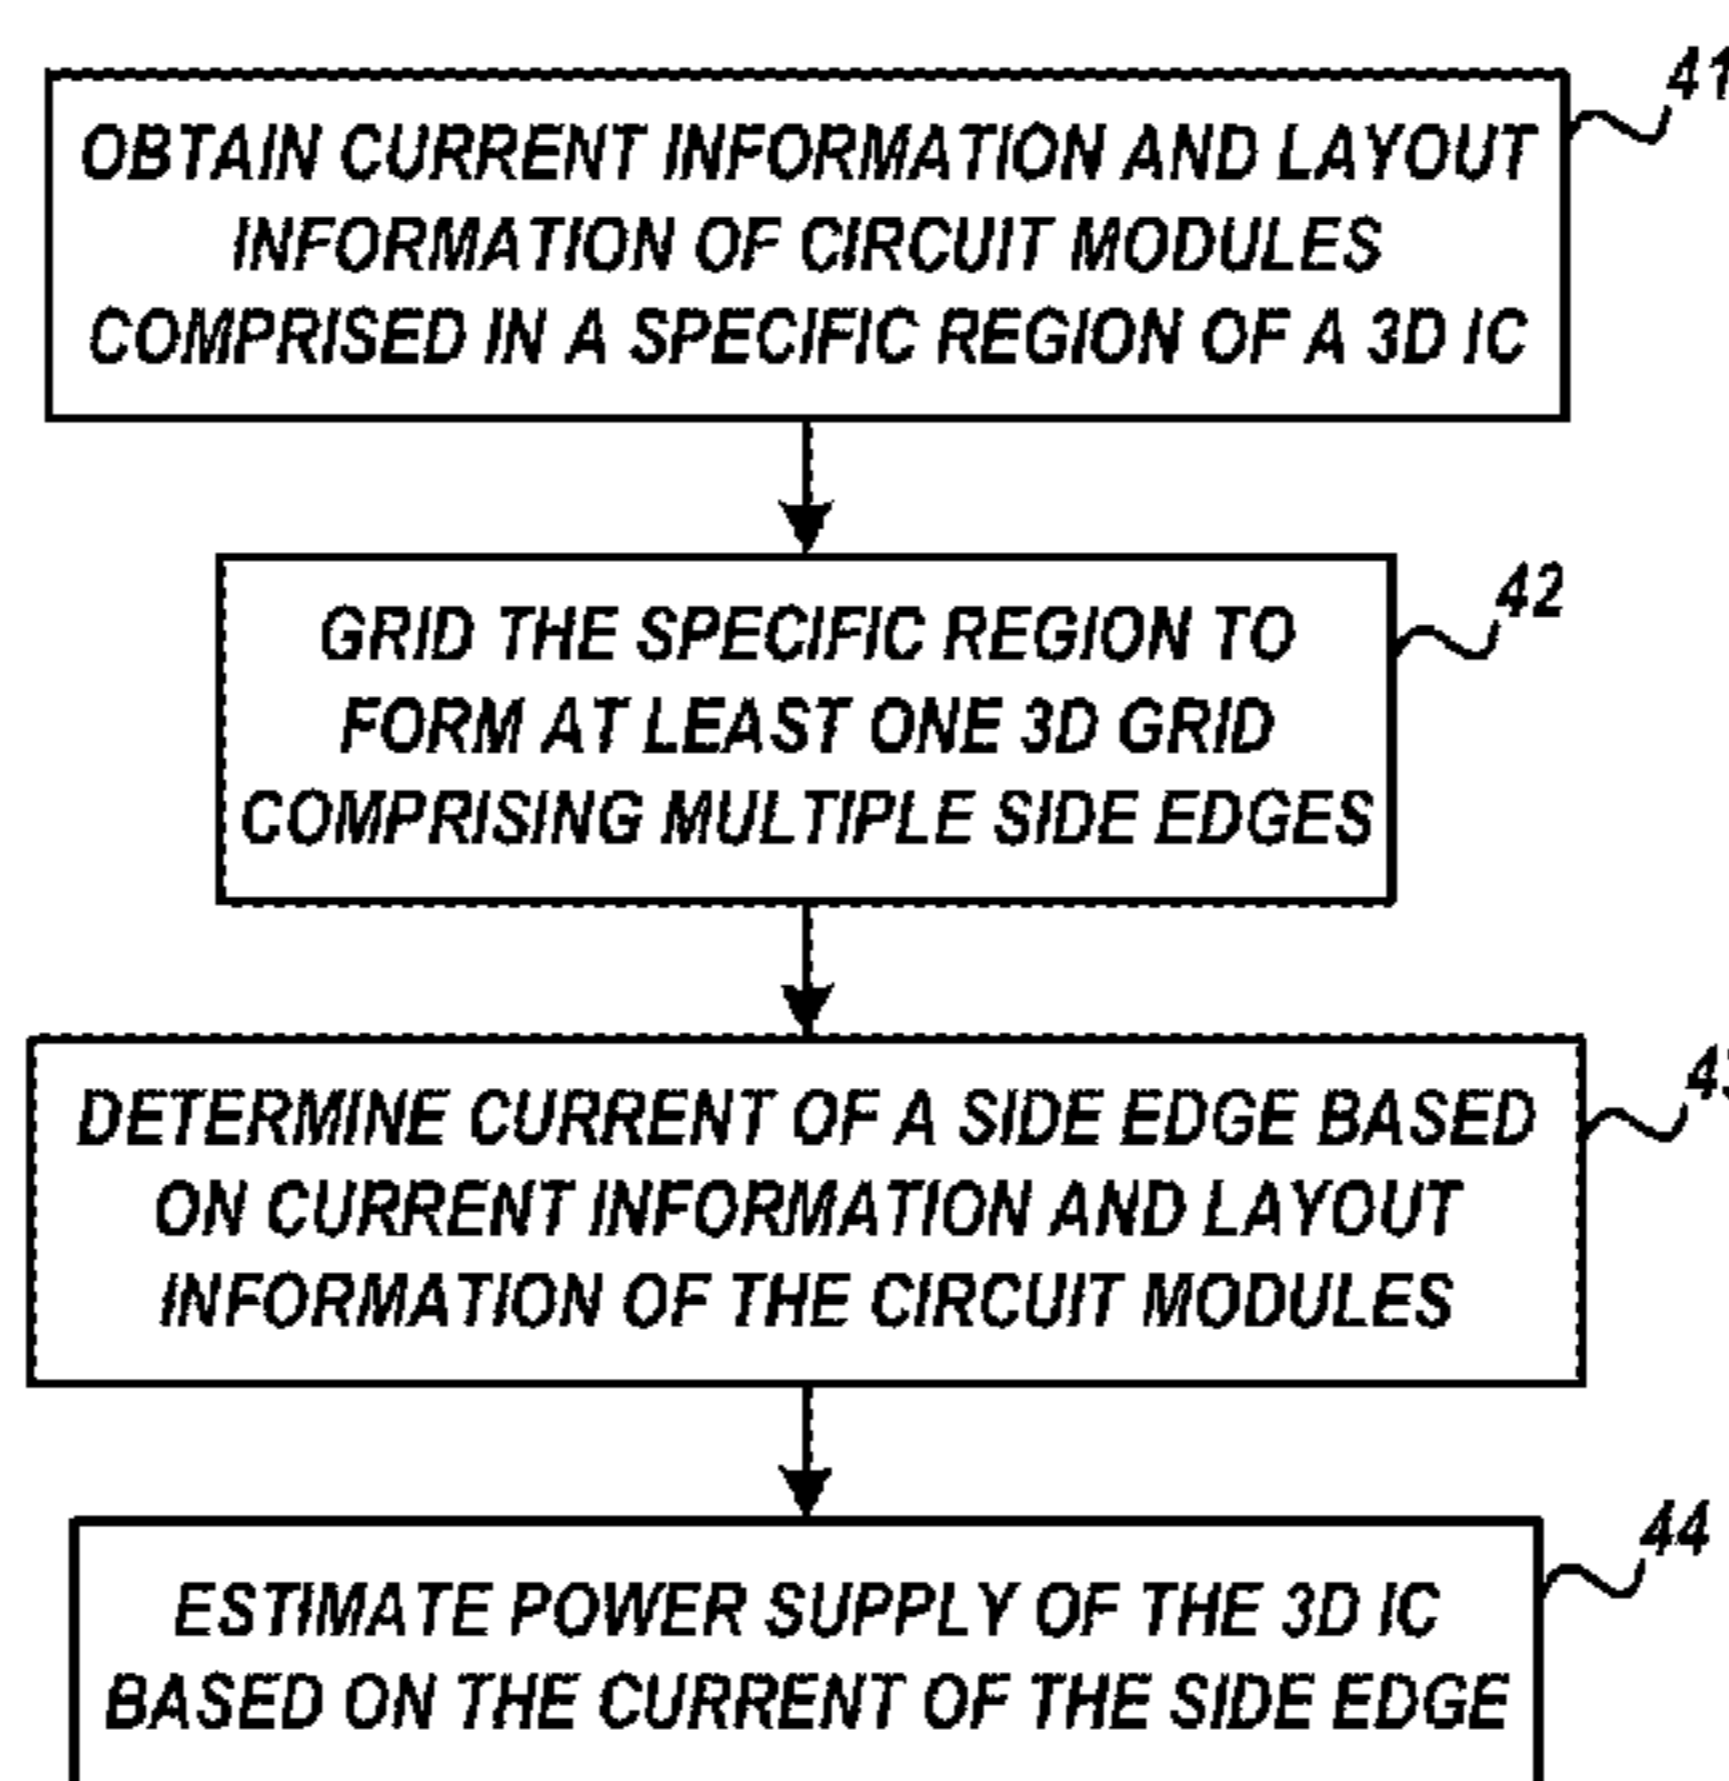 41
OBTAIN CURRENT INFORMATION AND LAYOUT
INFORMATION OF CIRCUIT MODULES
COMPRISED IN A SPECIFIC REGION OF A 3D IC
42
GRID THE SPECIFIC REGION TO
FORM AT LEAST ONE 3D GRID
COMPRISING MULTIPLE SIDE EDGES
43
DETERMINE CURRENT OF A SIDE EDGE BASED
ON CURRENT INFORMATION AND LAYOUT
INFORMATION OF THE CIRCUIT MODULES
44
ESTIMATE POWER SUPPLY OF THE 3D IC
BASED ON THE CURRENT OF THE SIDE EDGE